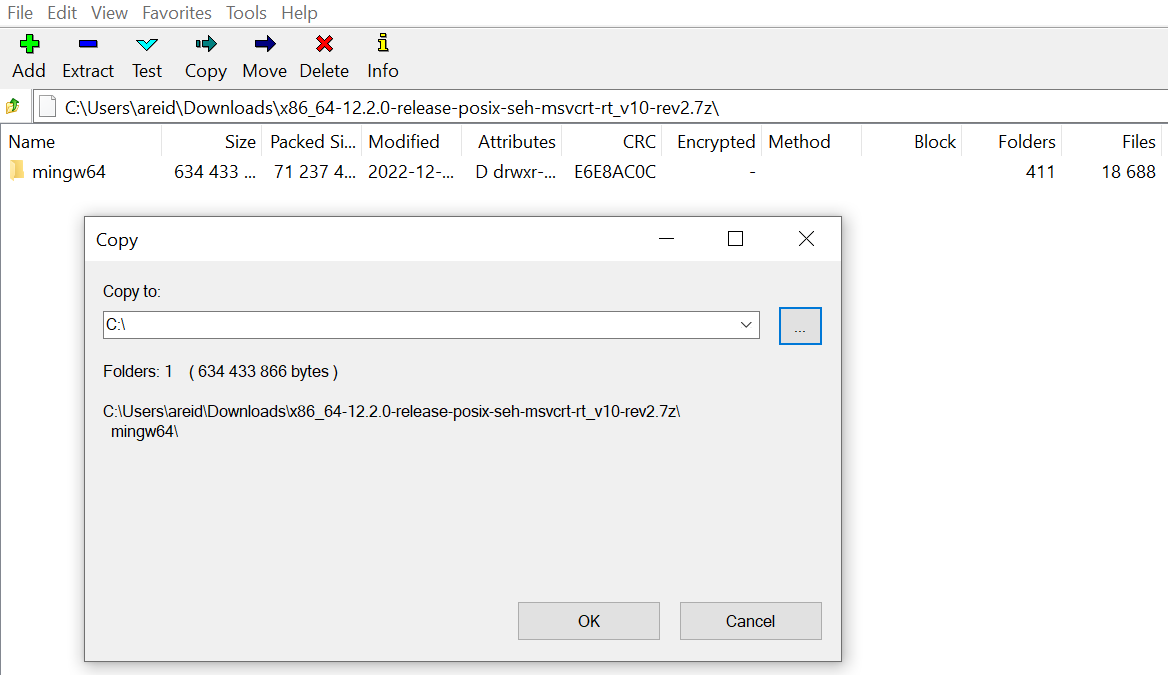 File Edit View Favorites Tools Help
Add Extract Test Copy Move Delete Info
C:\Users\areid\Downloads\x86_64-12.2.0-release-posix-seh-msvcrt-rt_v10-rev2.7z\
Name Size Packed Si... Modified Attributes CRC Encrypted Method Block Folders Files
mingw64 634 433 ... 71 237 4... 2022-12-... D drwxr-... E6E8AC0C - 411 18 688
Copy
Copy to:
C:\
...
Folders: 1 ( 634 433 866 bytes )
C:\Users\areid\Downloads\x86_64-12.2.0-release-posix-seh-msvcrt-rt_v10-rev2.7z\
mingw64\
OK Cancel